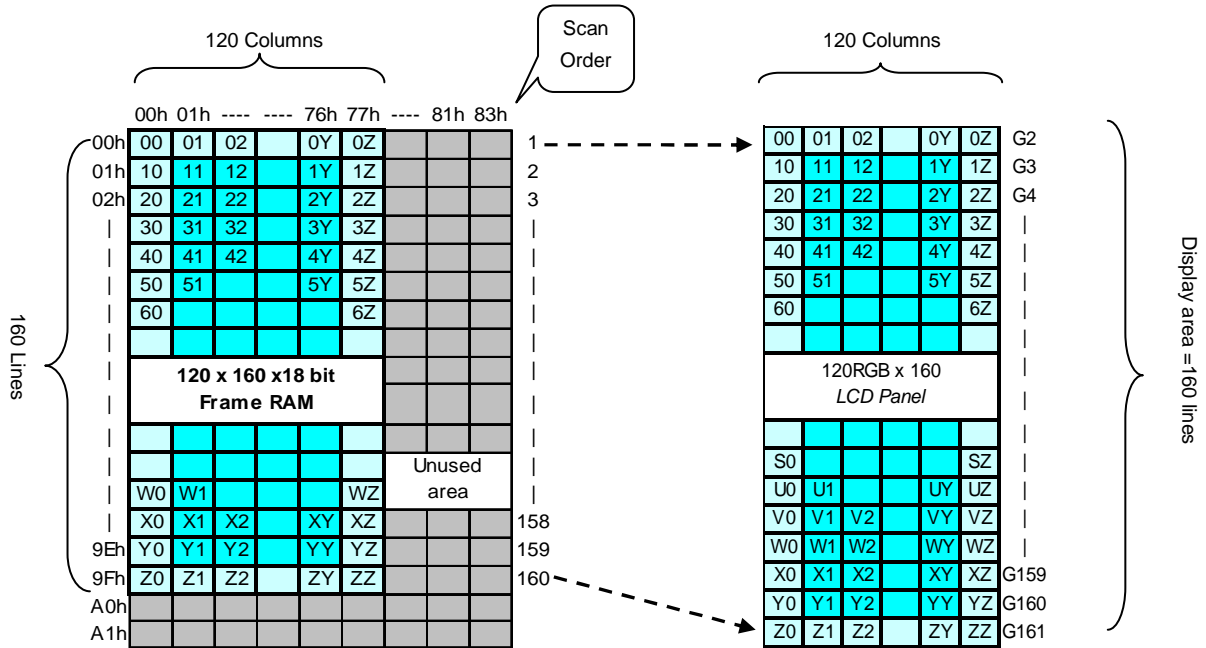 Scan
Order
120 Columns
120 Columns
00h 01h ---- ---- 76h 77h ---- 81h 83h
00h 00 01 02 0Y 0Z 1 00 01 02 0Y 0Z G2
01h 10 11 12 1Y 1Z 2 10 11 12 1Y 1Z G3
02h 20 21 22 2Y 2Z 3 20 21 22 2Y 2Z G4
30 31 32 3Y 3Z 30 31 32 3Y 3Z
40 41 42 4Y 4Z 40 41 42 4Y 4Z
50 51 5Y 5Z 50 51 5Y 5Z
60 6Z 60 6Z
160 Lines
120 x 160 x18 bit
Frame RAM
120RGB x 160
LCD Panel
Display area =160 lines
Unused
area
S0 SZ
W0 W1 WZ U0 U1 UY UZ
X0 X1 X2 XY XZ 158 V0 V1 V2 VY VZ
9Eh Y0 Y1 Y2 YY YZ 159 W0 W1 W2 WY WZ
9Fh Z0 Z1 Z2 ZY ZZ 160 X0 X1 X2 XY XZ G159
A0h Y0 Y1 Y2 YY YZ G160
A1h Z0 Z1 Z2 ZY ZZ G161